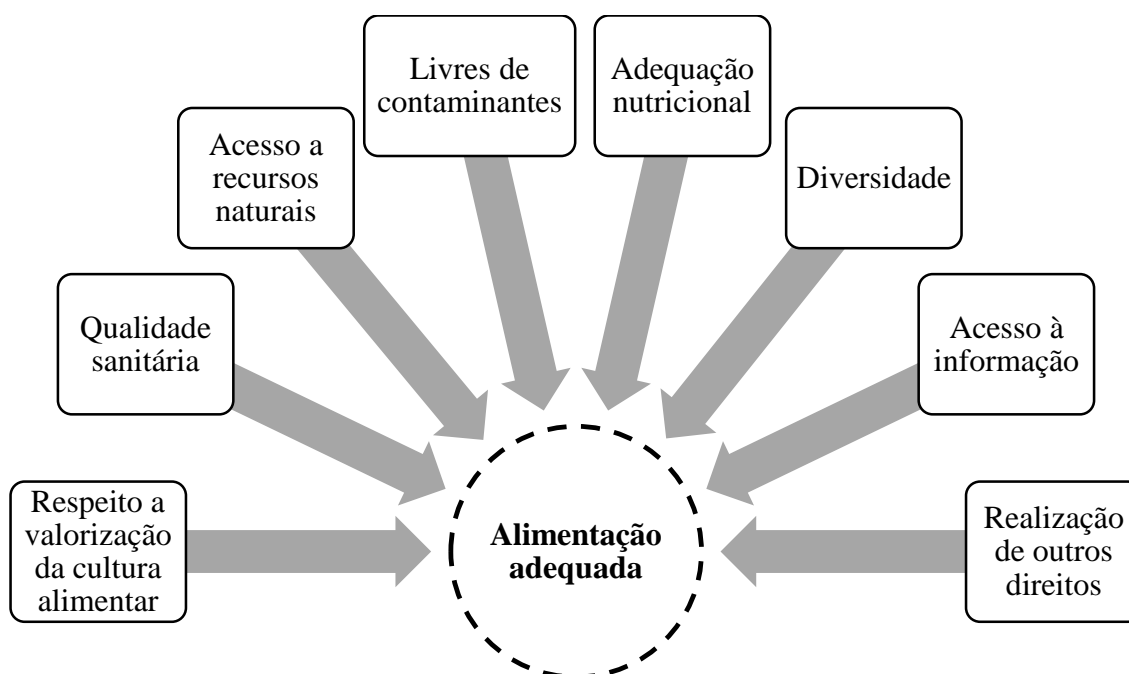 Livres de
contaminantes
Adequação
nutricional
Acesso a
recursos
naturais
Diversidade
Qualidade
sanitária
Acesso à
informação
Respeito a
valorização
da cultura
alimentar
Alimentação
adequada
Realização
de outros
direitos